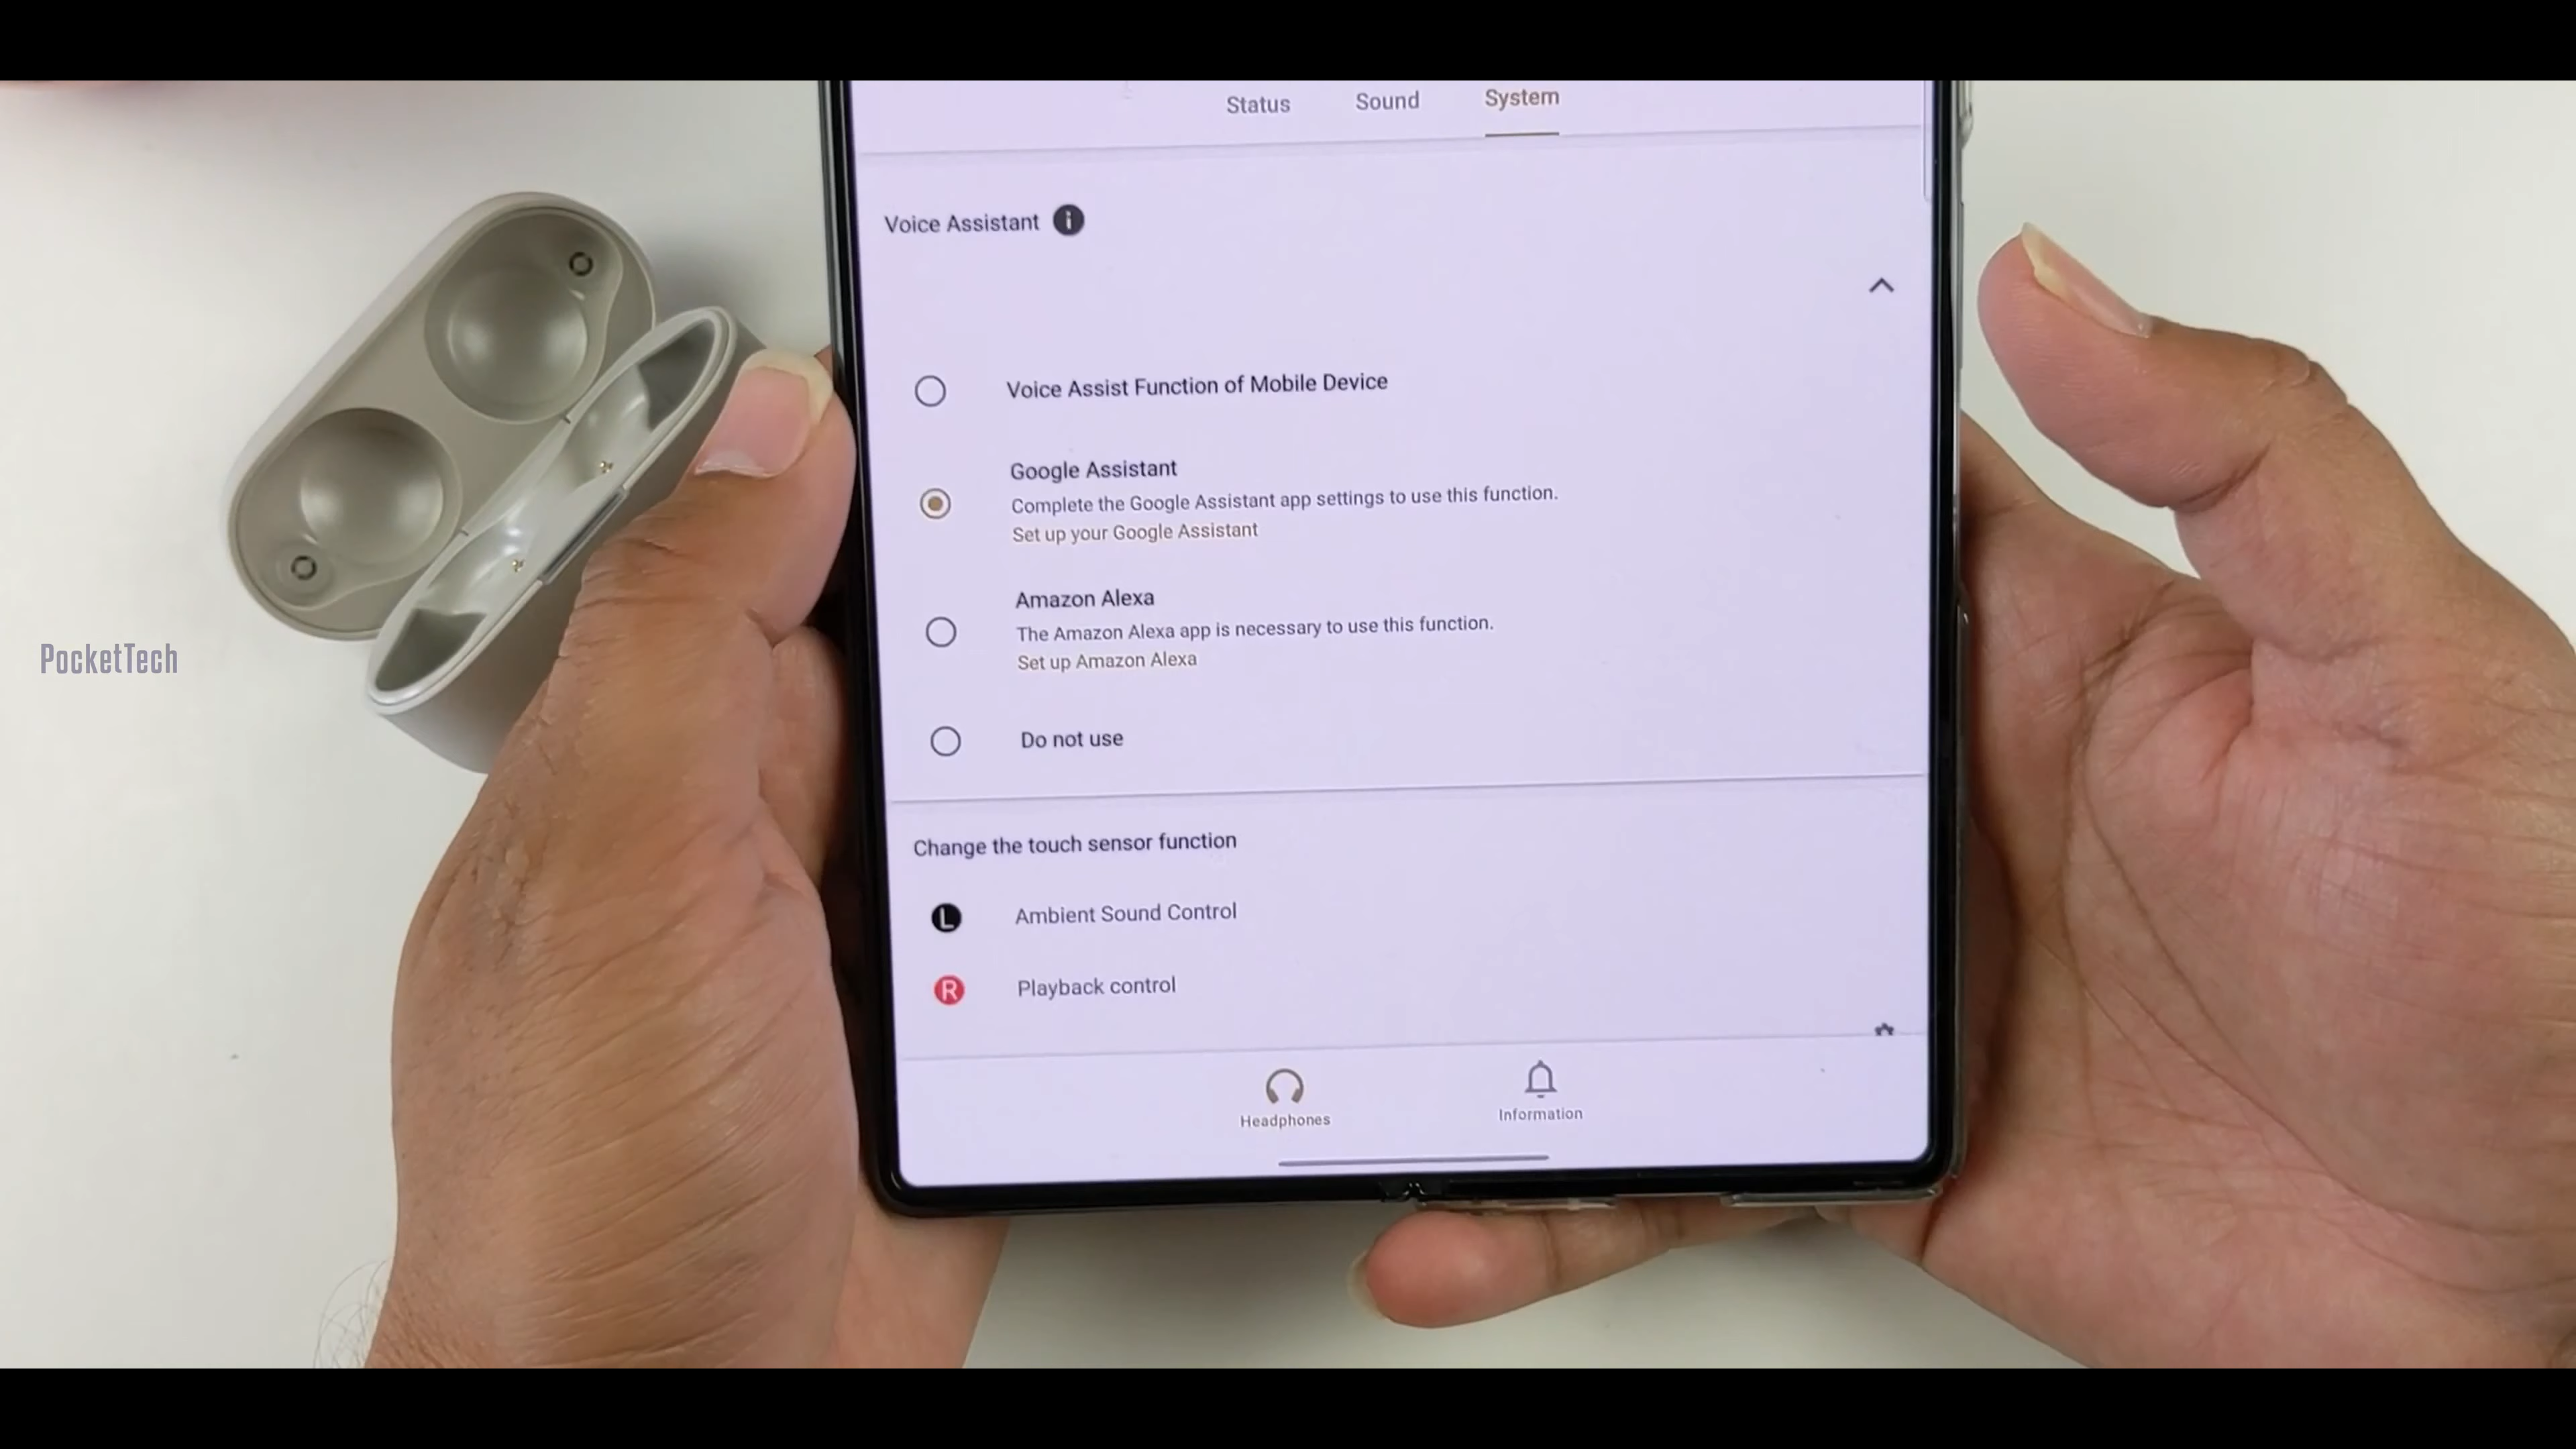 Status Sound System
Voice Assistant i
Voice Assist Function of Mobile Device
Google Assistant
Complete the Google Assistant app settings to use this function.
Set up your Google Assistant
Amazon Alexa
The Amazon Alexa app is necessary to use this function.
Set up Amazon Alexa
PocketTech
Do not use
Change the touch sensor function
L Ambient Sound Control
R Playback control
Headphones Information